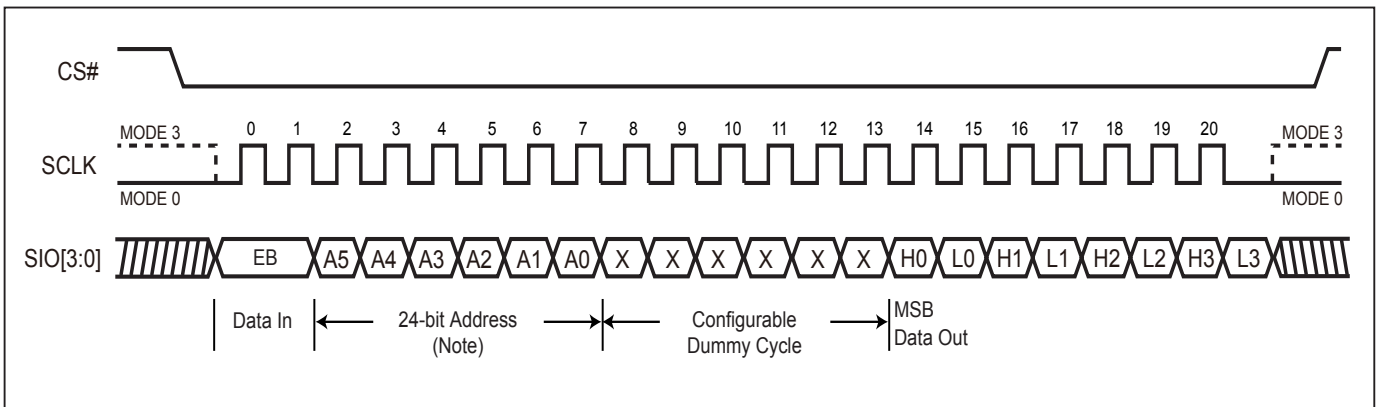 CS#
MODE 3 0 1 2 3 4 5 6 7 8 9 10 11 12 13 14 15 16 17 18 19 20 MODE 3
SCLK
MODE 0 MODE 0
SIO[3:0] EB A5 A4 A3 A2 A1 A0 X X X X X X H0 L0 H1 L1 H2 L2 H3 L3
Data In 24-bit Address (Note) Configurable Dummy Cycle MSB Data Out